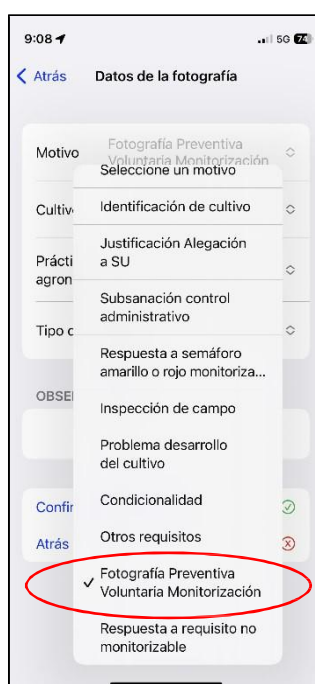 9:08
5G 74
Atrás Datos de la fotografía
Motivo Fotografía Preventiva
Voluntaria Monitorización
Seleccione un motivo
Cultiv
Identificación de cultivo
Justificación Alegación
a SU
Prácti
agron
Subsanación control
administrativo
Tipo
Respuesta a semáforo
amarillo o rojo monitoriza...
OBSE
Inspección de campo
Problema desarrollo
del cultivo
Confir
Condicionalidad
Atrás
Otros requisitos
Fotografía Preventiva
Voluntaria Monitorización
Respuesta a requisito no
monitorizable